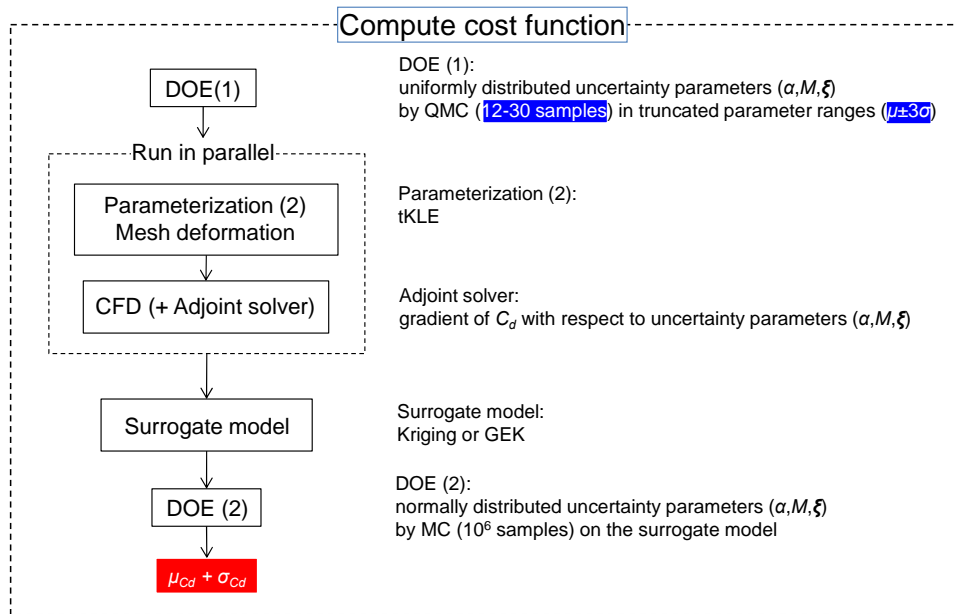 Compute cost function
DOE(1)
DOE (1):
uniformly distributed uncertainty parameters (α,M,ξ)
by QMC (12-30 samples) in truncated parameter ranges (μ±3σ)
Run in parallel
Parameterization (2)
Mesh deformation
Parameterization (2):
tKLE
CFD (+ Adjoint solver)
Adjoint solver:
gradient of Cd with respect to uncertainty parameters (α,M,ξ)
Surrogate model
Surrogate model:
Kriging or GEK
DOE (2)
DOE (2):
normally distributed uncertainty parameters (α,M,ξ)
by MC (10⁶ samples) on the surrogate model
μCd + σCd